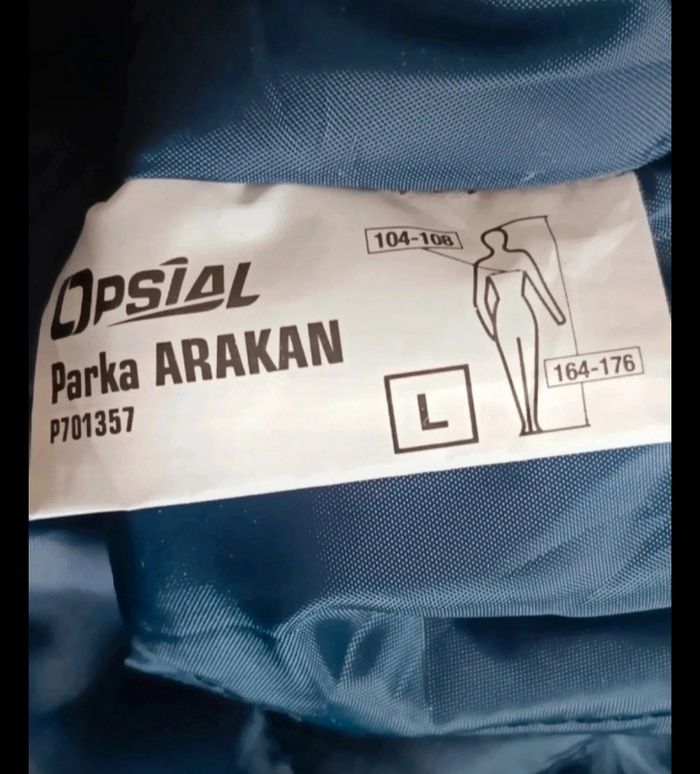 OPSIAL
Parka ARAKAN
P701357
104-108
L
164-176